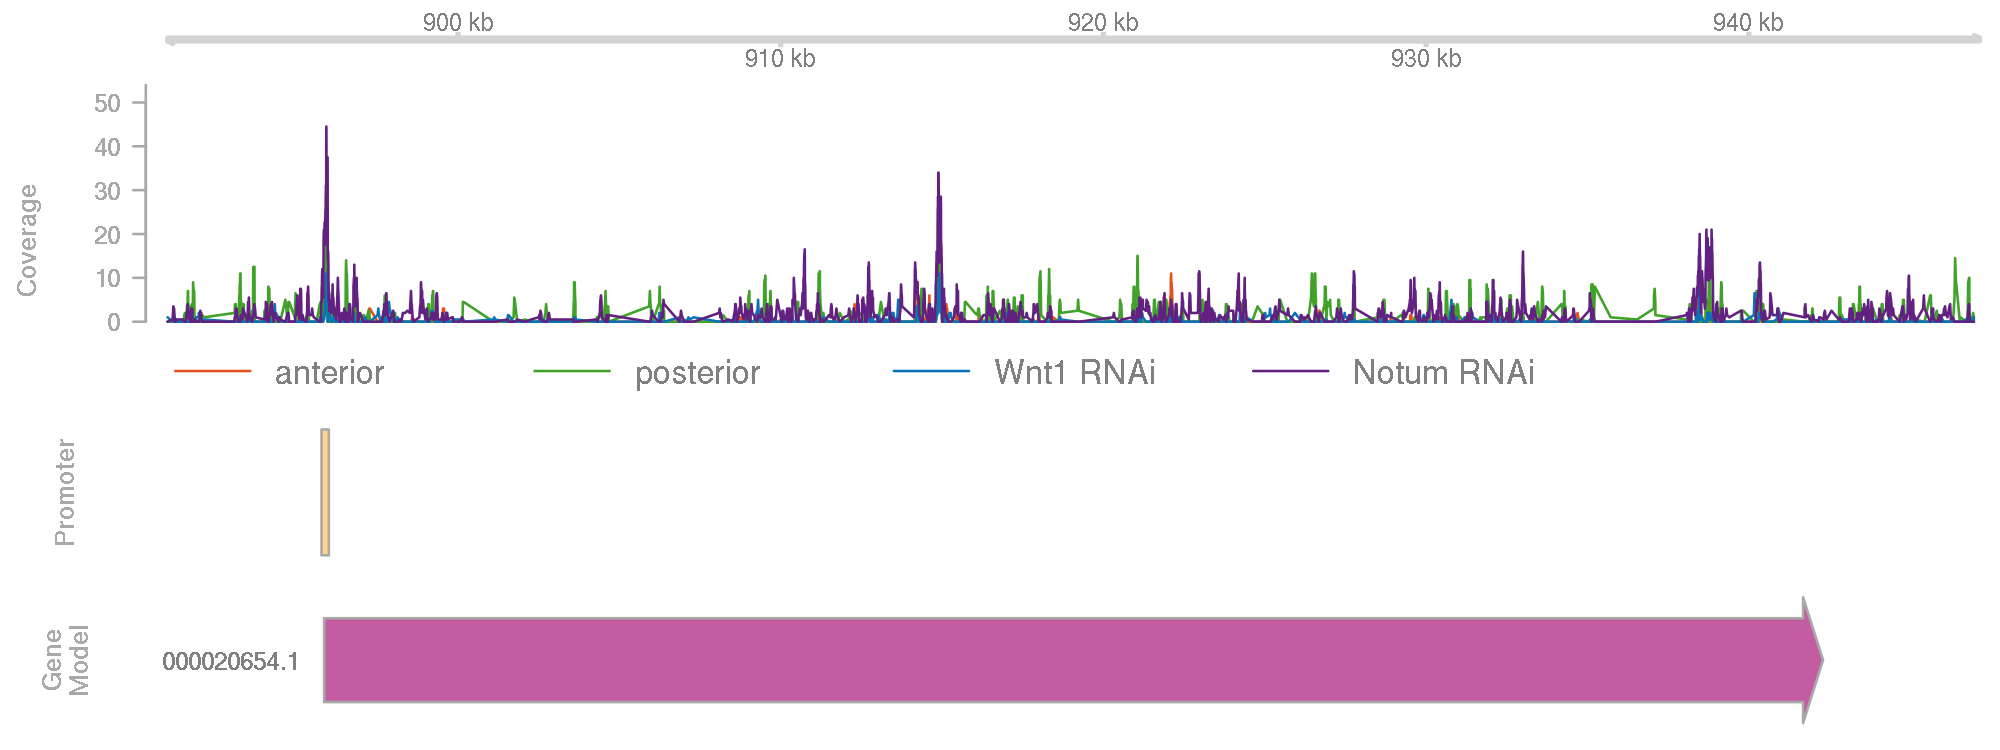 900 kb
920 kb
940 kb
910 kb
930 kb
Coverage
50
40
30
20
10
0
anterior
posterior
Wnt1 RNAi
Notum RNAi
Promoter
Gene
Model
000020654.1